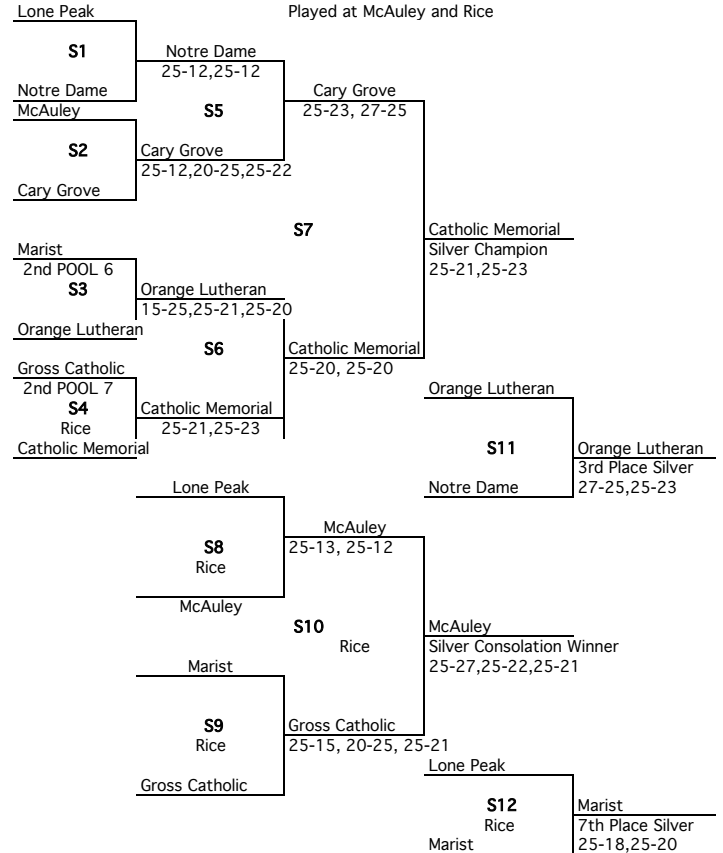 Lone Peak
Played at McAuley and Rice
S1
Notre Dame
25-12,25-12
Notre Dame
McAuley
S5
Cary Grove
25-23, 27-25
S2
Cary Grove
25-12,20-25,25-22
Cary Grove
S7
Catholic Memorial
Silver Champion
25-21,25-23
Marist
2nd POOL 6
S3
Orange Lutheran
15-25,25-21,25-20
Orange Lutheran
S6
Catholic Memorial
25-20, 25-20
Gross Catholic
2nd POOL 7
S4
Rice
Catholic Memorial
25-21,25-23
Catholic Memorial
Orange Lutheran
S11
Orange Lutheran
3rd Place Silver
27-25,25-23
Notre Dame
Lone Peak
S8
Rice
McAuley
25-13, 25-12
McAuley
S10
Rice
McAuley
Silver Consolation Winner
25-27,25-22,25-21
Marist
S9
Rice
Gross Catholic
25-15, 20-25, 25-21
Gross Catholic
Lone Peak
S12
Rice
Marist
7th Place Silver
25-18,25-20
Marist